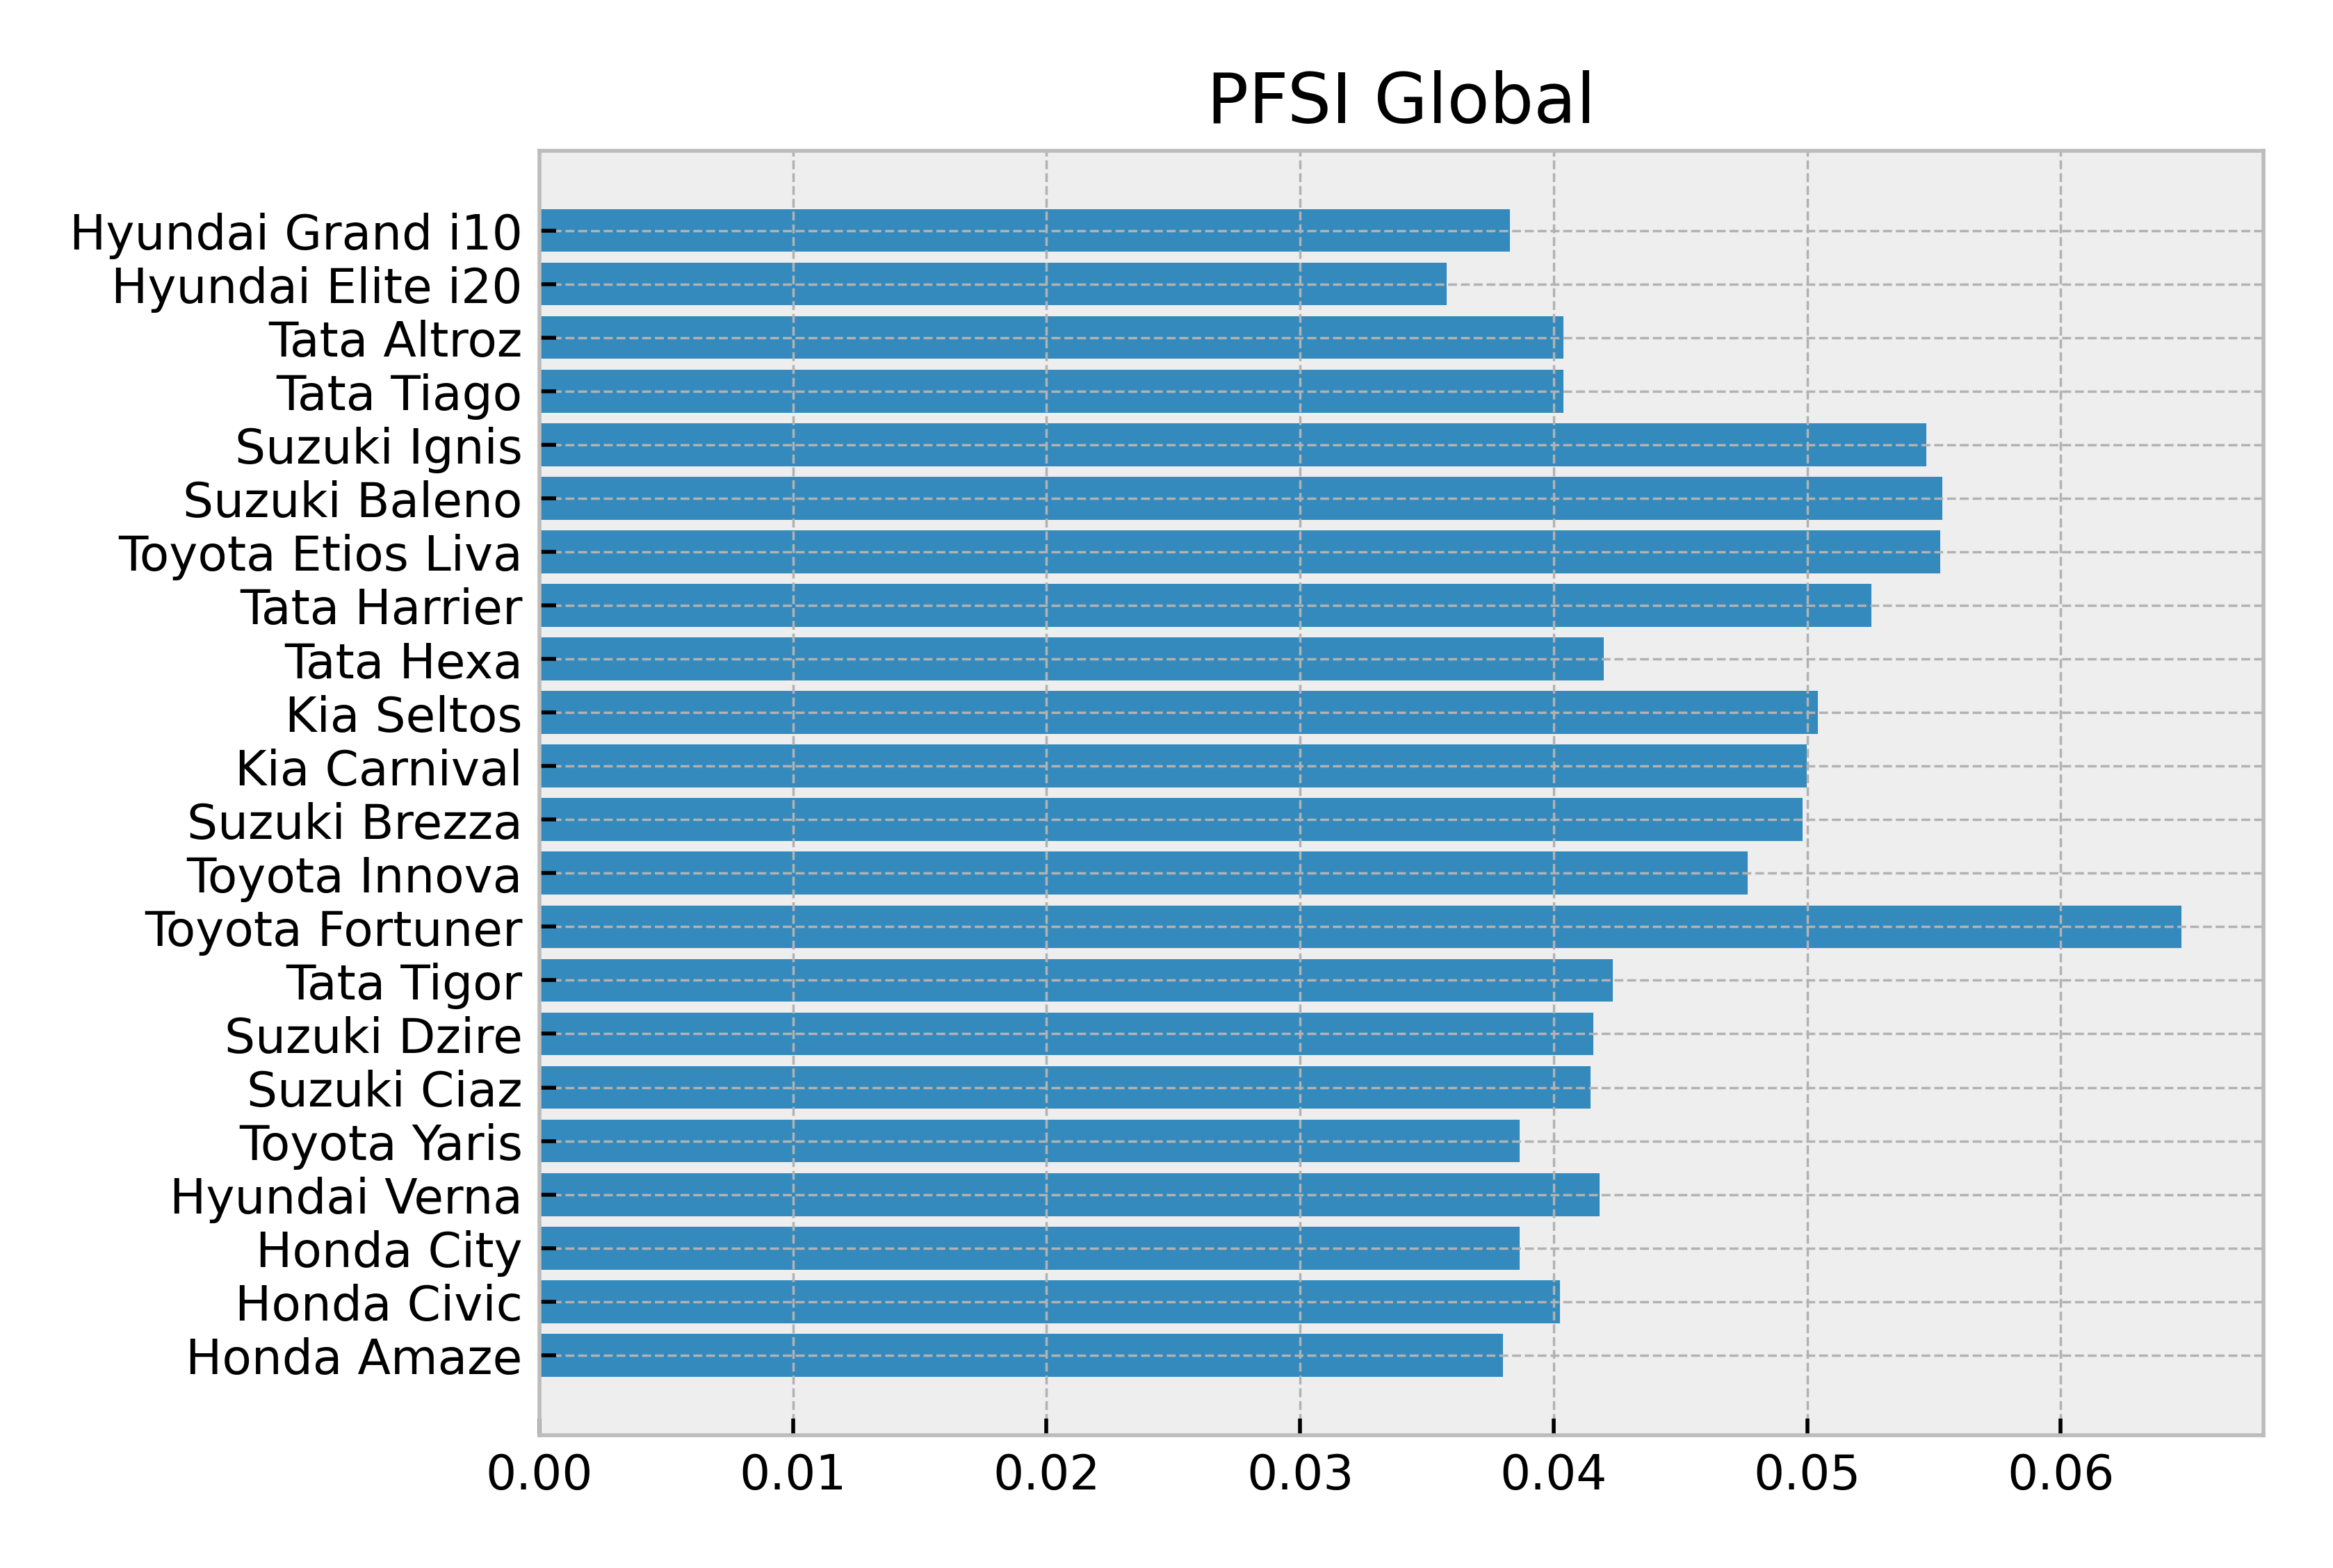 PFSI Global
Hyundai Grand i10
Hyundai Elite i20
Tata Altroz
Tata Tiago
Suzuki Ignis
Suzuki Baleno
Toyota Etios Liva
Tata Harrier
Tata Hexa
Kia Seltos
Kia Carnival
Suzuki Brezza
Toyota Innova
Toyota Fortuner
Tata Tigor
Suzuki Dzire
Suzuki Ciaz
Toyota Yaris
Hyundai Verna
Honda City
Honda Civic
Honda Amaze
0.00 0.01 0.02 0.03 0.04 0.05 0.06